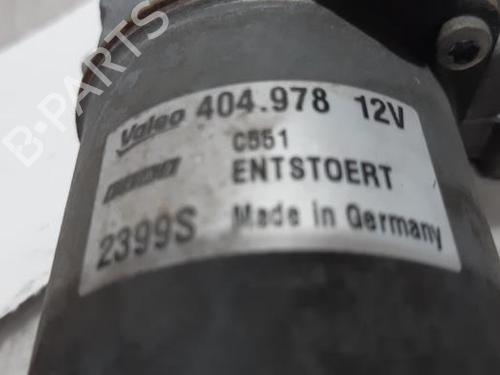 Valeo 404.978 12V
C551
ENTSTOERT
2399S Made in Germany
B-PARTS